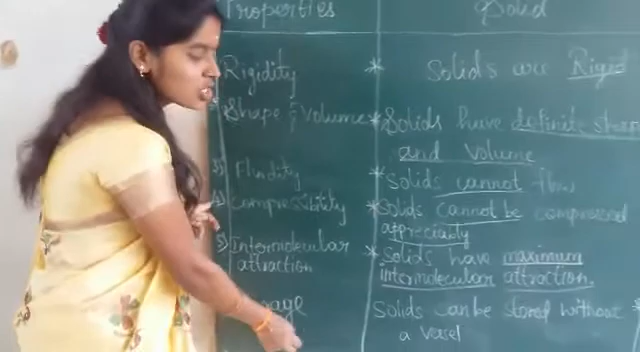 Properties Solid
Rigidity * Solids are Rigid
Shape & Volume * Solids have definite shape
and Volume
3) Fluidity * Solids cannot flow
4) Compressibility * Solids cannot be compressed
appreciably
5) Intermolecular * Solids have maximum
attraction intermolecular attraction.
Solids can be stored without
a vessel